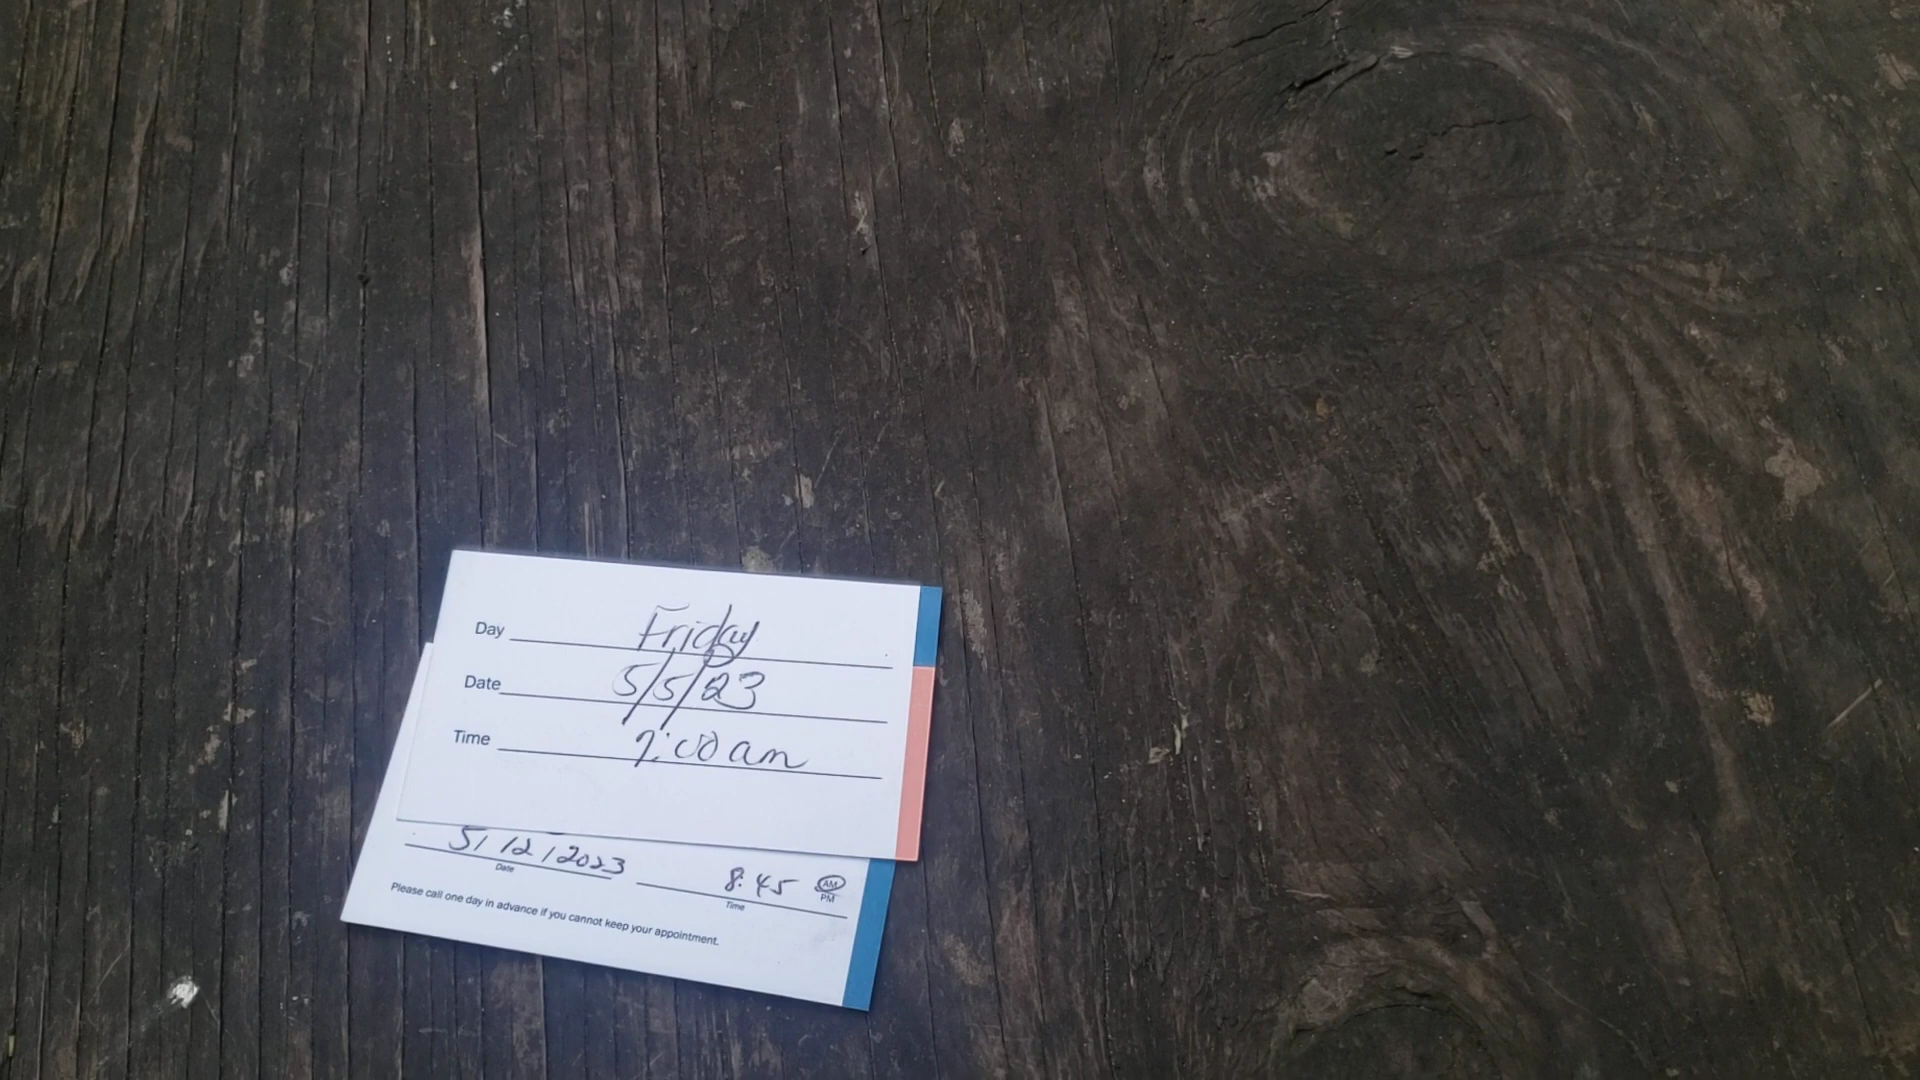 Day Friday
Date 5/5/23
Time :00 am
5/12/2023 8:45 AM
Date Time PM
Please call one day in advance if you cannot keep your appointment.